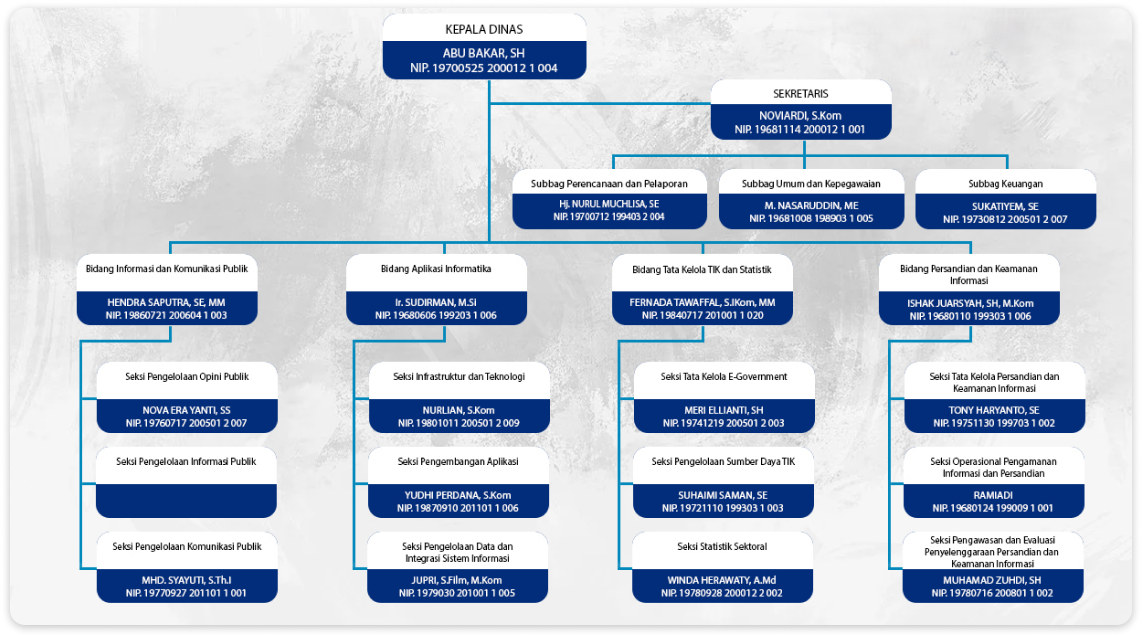 KEPALA DINAS
ABU BAKAR, SH
NIP. 19700525 200012 1 004
SEKRETARIS
NOVIARDI, S.Kom
NIP. 19681114 200012 1 001
Subbag Perencanaan dan Pelaporan
Hj. NURUL MUCHLISA, SE
NIP. 19700712 199403 2 004
Subbag Umum dan Kepegawaian
M. NASARUDDIN, ME
NIP. 19681008 198903 1 005
Subbag Keuangan
SUKATIYEM, SE
NIP. 19730812 200501 2 007
Bidang Informasi dan Komunikasi Publik
HENDRA SAPUTRA, SE, MM
NIP. 19860721 200604 1 003
Bidang Aplikasi Informatika
Ir. SUDIRMAN, M.SI
NIP. 19680606 199203 1 006
Bidang Tata Kelola TIK dan Statistik
FERNADA TAWAFFAL, S.IKom, MM
NIP. 19840717 201001 1 020
Bidang Persandian dan Keamanan
Informasi
ISHAK JUARSYAH, SH, M.Kom
NIP. 19680110 199303 1 006
Seksi Pengelolaan Opini Publik
NOVA ERA YANTI, SS
NIP. 19760717 200501 2 007
Seksi Infrastruktur dan Teknologi
NURLIAN, S.Kom
NIP. 19801011 200501 2 009
Seksi Tata Kelola E-Government
MERI ELLIANTI, SH
NIP. 19741219 200501 2 003
Seksi Tata Kelola Persandian dan
Keamanan Informasi
TONY HARYANTO, SE
NIP. 19751130 199703 1 002
Seksi Pengelolaan Informasi Publik
Seksi Pengembangan Aplikasi
YUDHI PERDANA, S.Kom
NIP. 19870910 201101 1 006
Seksi Pengelolaan Sumber Daya TIK
SUHAIMI SAMAN, SE
NIP. 19721110 199303 1 003
Seksi Operasional Pengamanan
Informasi dan Persandian
RAMIADI
NIP. 19680124 199009 1 001
Seksi Pengelolaan Komunikasi Publik
MHD. SYAYUTI, S.Th.I
NIP. 19770927 201101 1 001
Seksi Pengelolaan Data dan
Integrasi Sistem Informasi
JUPRI, S.Film, M.Kom
NIP. 1979030 201001 1 005
Seksi Statistik Sektoral
WINDA HERAWATY, A.Md
NIP. 19780928 200012 2 002
Seksi Pengawasan dan Evaluasi
Penyelenggaraan Persandian dan
Keamanan Informasi
MUHAMAD ZUHDI, SH
NIP. 19780716 200801 1 002